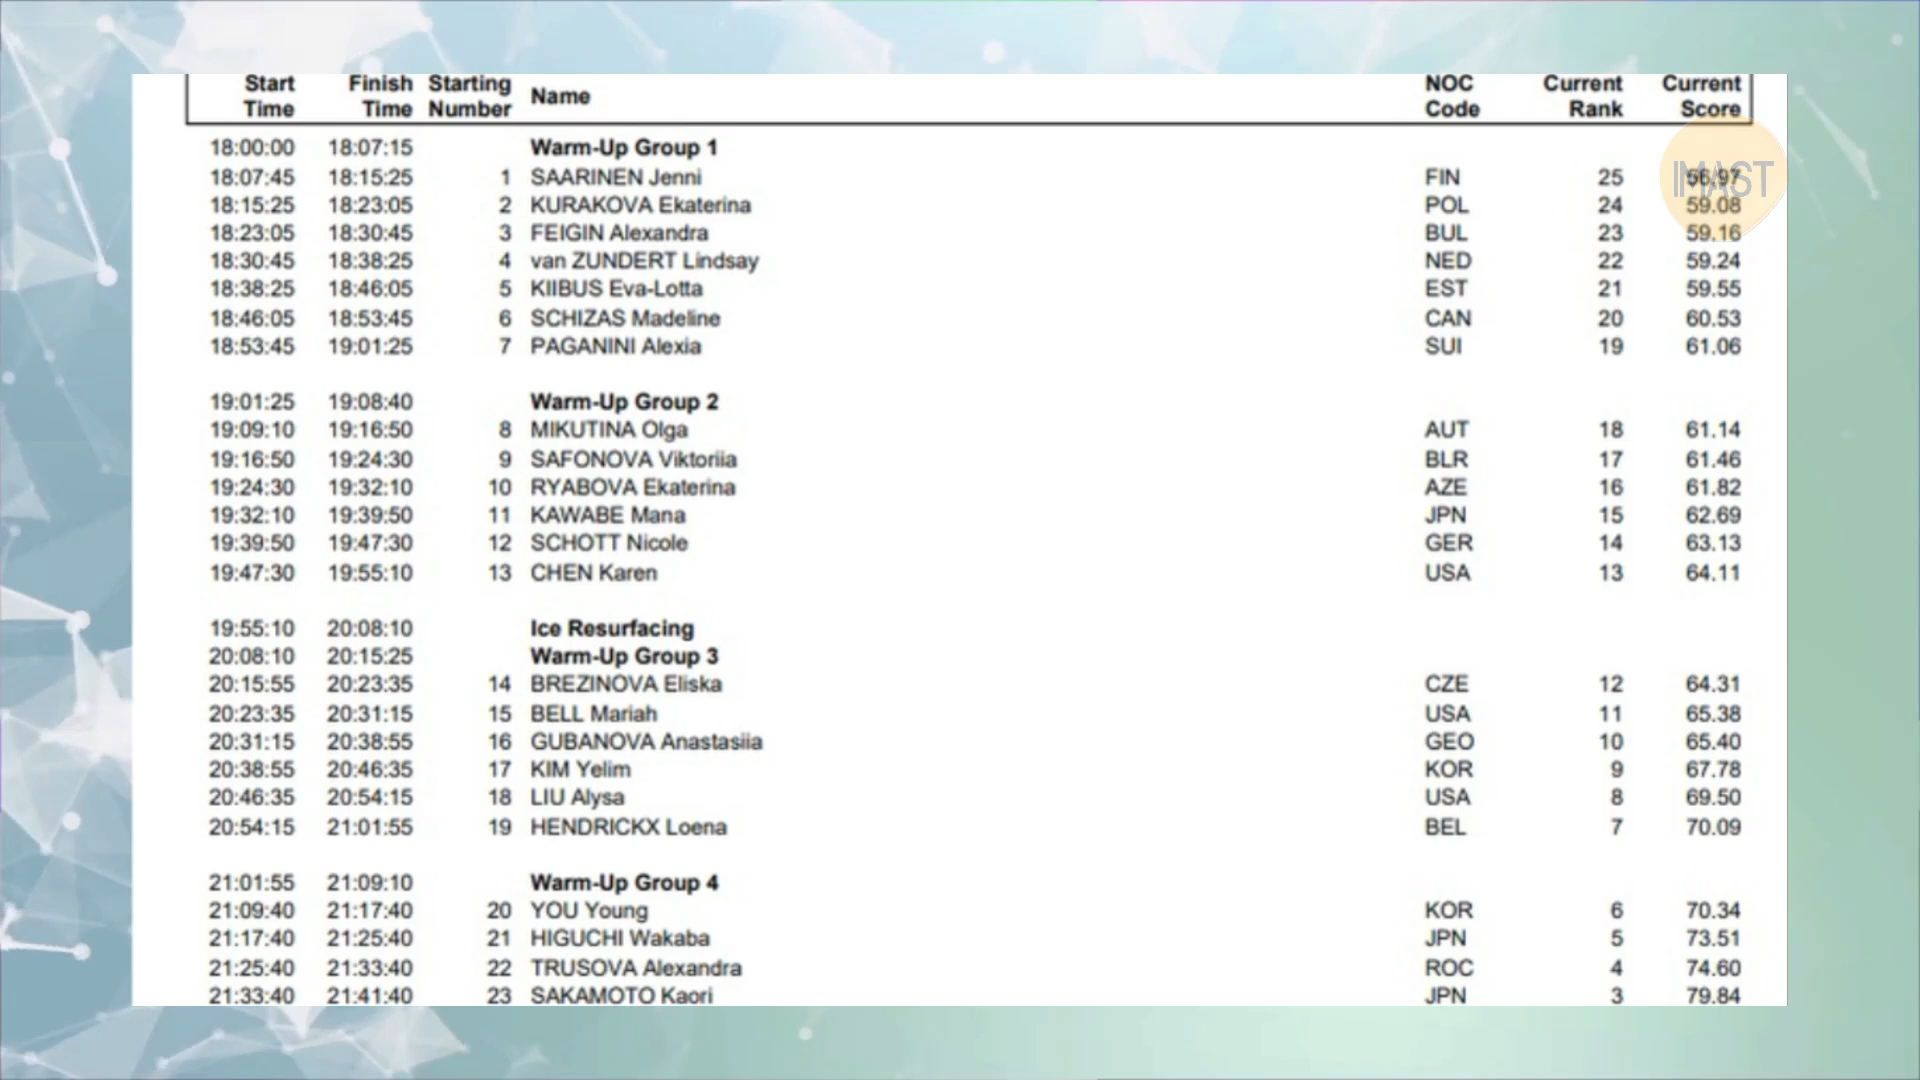 Start Time Finish Time Starting Number Name NOC Code Current Rank Current Score
18:00:00 18:07:15 Warm-Up Group 1
18:07:45 18:15:25 1 SAARINEN Jenni FIN 25 56.97
18:15:25 18:23:05 2 KURAKOVA Ekaterina POL 24 59.08
18:23:05 18:30:45 3 FEIGIN Alexandra BUL 23 59.16
18:30:45 18:38:25 4 van ZUNDERT Lindsay NED 22 59.24
18:38:25 18:46:05 5 KIIBUS Eva-Lotta EST 21 59.55
18:46:05 18:53:45 6 SCHIZAS Madeline CAN 20 60.53
18:53:45 19:01:25 7 PAGANINI Alexia SUI 19 61.06
19:01:25 19:08:40 Warm-Up Group 2
19:09:10 19:16:50 8 MIKUTINA Olga AUT 18 61.14
19:16:50 19:24:30 9 SAFONOVA Viktoriia BLR 17 61.46
19:24:30 19:32:10 10 RYABOVA Ekaterina AZE 16 61.82
19:32:10 19:39:50 11 KAWABE Mana JPN 15 62.69
19:39:50 19:47:30 12 SCHOTT Nicole GER 14 63.13
19:47:30 19:55:10 13 CHEN Karen USA 13 64.11
19:55:10 20:08:10 Ice Resurfacing
20:08:10 20:15:25 Warm-Up Group 3
20:15:55 20:23:35 14 BREZINOVA Eliska CZE 12 64.31
20:23:35 20:31:15 15 BELL Mariah USA 11 65.38
20:31:15 20:38:55 16 GUBANOVA Anastasiia GEO 10 65.40
20:38:55 20:46:35 17 KIM Yelim KOR 9 67.78
20:46:35 20:54:15 18 LIU Alysa USA 8 69.50
20:54:15 21:01:55 19 HENDRICKX Loena BEL 7 70.09
21:01:55 21:09:10 Warm-Up Group 4
21:09:40 21:17:40 20 YOU Young KOR 6 70.34
21:17:40 21:25:40 21 HIGUCHI Wakaba JPN 5 73.51
21:25:40 21:33:40 22 TRUSOVA Alexandra ROC 4 74.60
21:33:40 21:41:40 23 SAKAMOTO Kaori JPN 3 79.84
IMAST